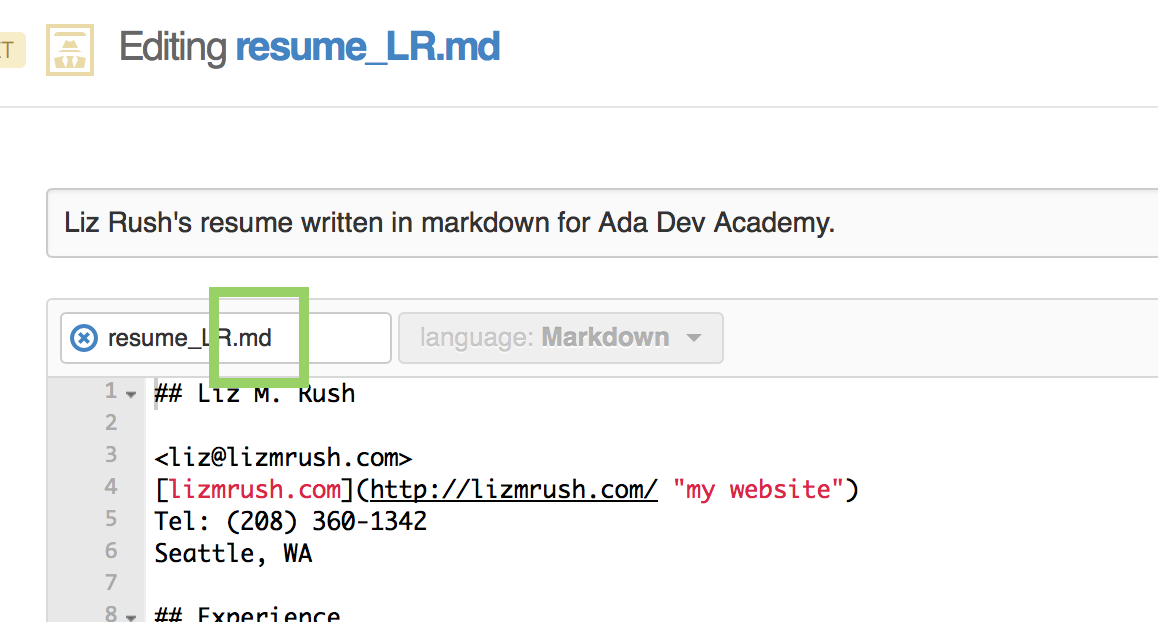 T
Editing resume_LR.md
Liz Rush's resume written in markdown for Ada Dev Academy.
resume_LR.md language: Markdown
1 ## Liz M. Rush
2
3 <liz@lizmrush.com>
4 [lizmrush.com](http://lizmrush.com/ "my website")
5 Tel: (208) 360-1342
6 Seattle, WA
7
8 ## Experience